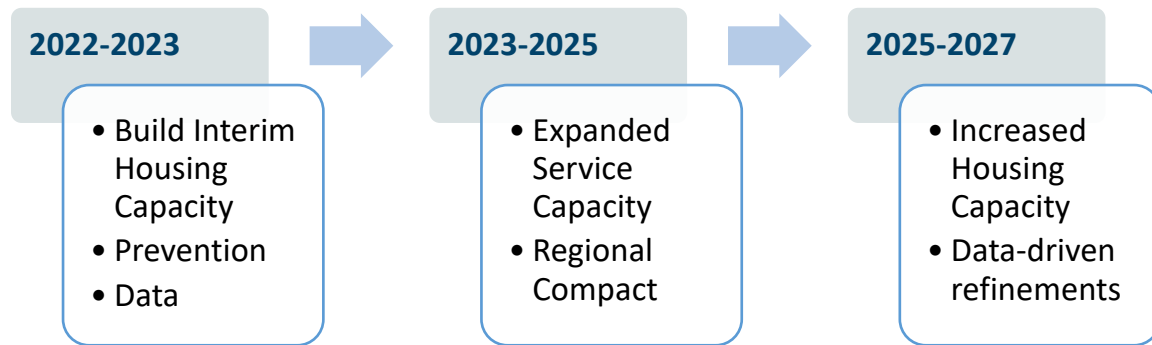 2022-2023
• Build Interim
Housing
Capacity
• Prevention
• Data
2023-2025
• Expanded
Service
Capacity
• Regional
Compact
2025-2027
• Increased
Housing
Capacity
• Data-driven
refinements